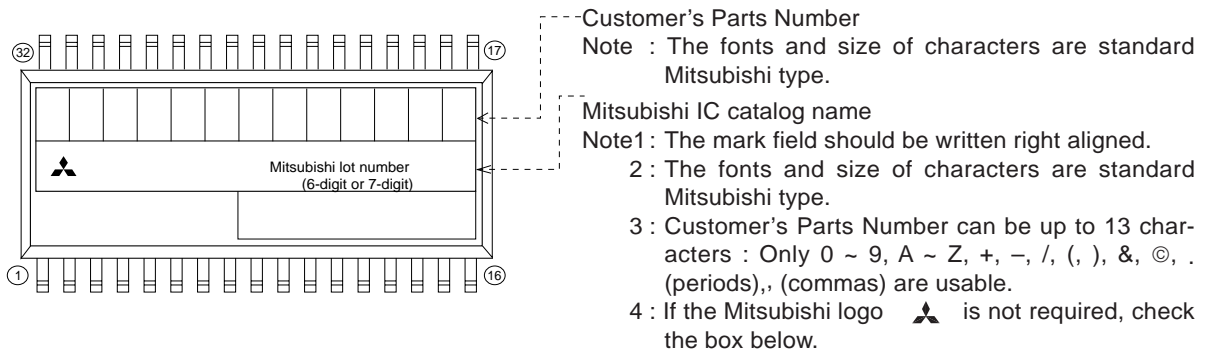 32
17
Mitsubishi lot number
(6-digit or 7-digit)
1
16
Customer's Parts Number
Note : The fonts and size of characters are standard
Mitsubishi type.
Mitsubishi IC catalog name
Note1 : The mark field should be written right aligned.
2 : The fonts and size of characters are standard
Mitsubishi type.
3 : Customer's Parts Number can be up to 13 char-
acters : Only 0 ~ 9, A ~ Z, +, –, /, (, ), &, ©, .
(periods),, (commas) are usable.
4 : If the Mitsubishi logo is not required, check
the box below.